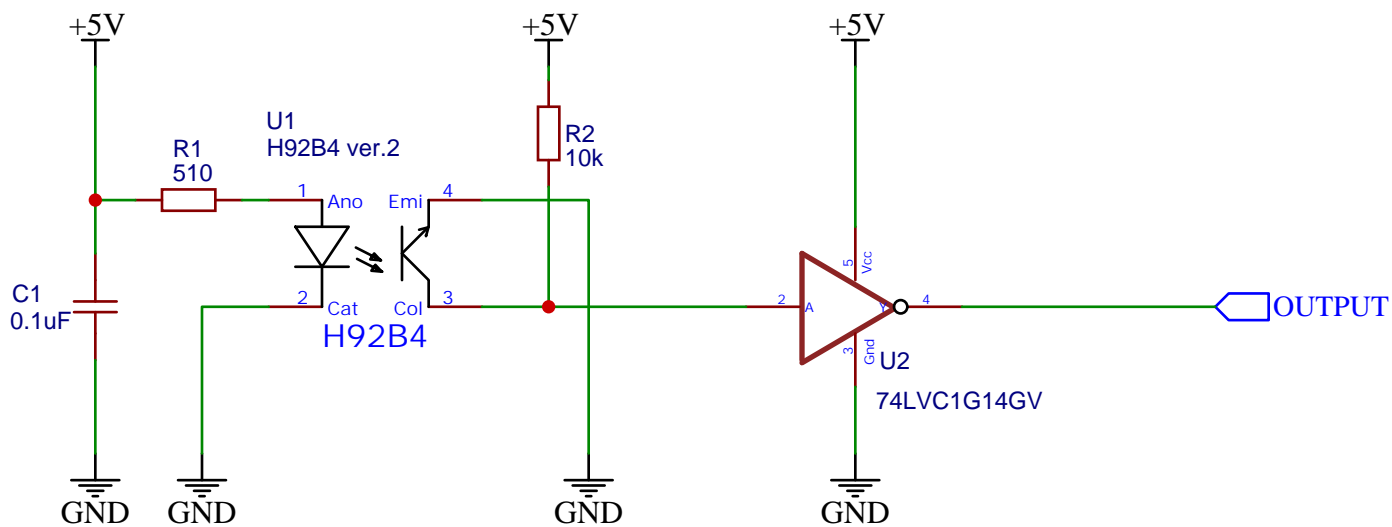 +5V
+5V
+5V
U1
H92B4 ver.2
R1
510
R2
10k
1
Ano
Emi
4
2
Cat
Col
3
H92B4
C1
0.1uF
5
Vcc
2
A
Y
4
3
Gnd
U2
74LVC1G14GV
OUTPUT
GND
GND
GND
GND